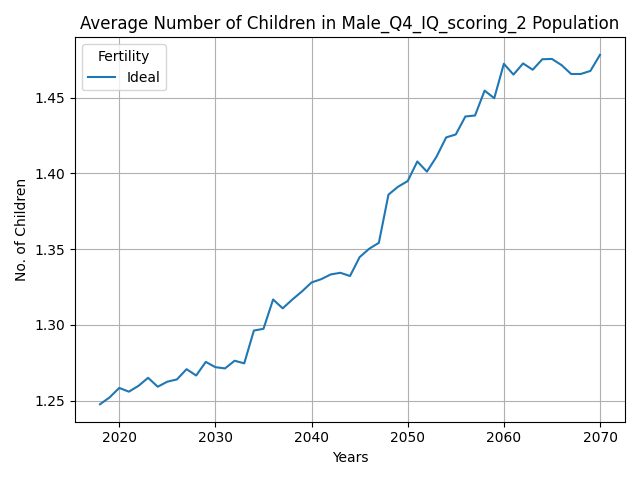 Average Number of Children in Male_Q4_IQ_scoring_2 Population
Fertility
Ideal
No. of Children
1.45
1.40
1.35
1.30
1.25
2020 2030 2040 2050 2060 2070
Years